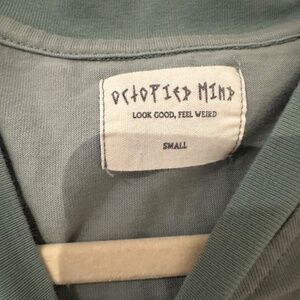 OCTOPIED MIND
LOOK GOOD, FEEL WEIRD
SMALL